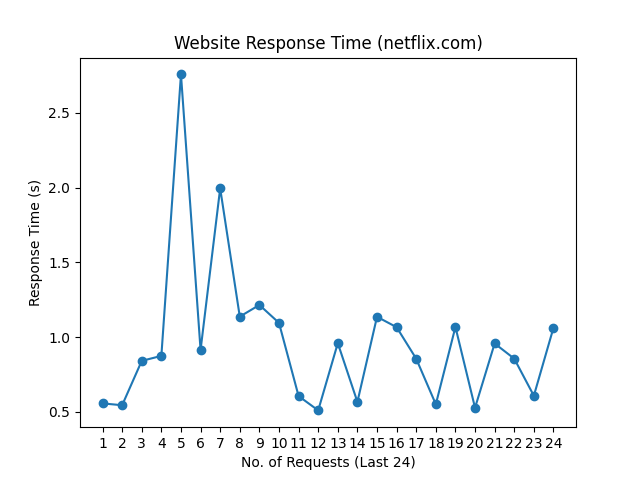 Website Response Time (netflix.com)
2.5
2.0
1.5
1.0
0.5
Response Time (s)
1 2 3 4 5 6 7 8 9 10 11 12 13 14 15 16 17 18 19 20 21 22 23 24
No. of Requests (Last 24)